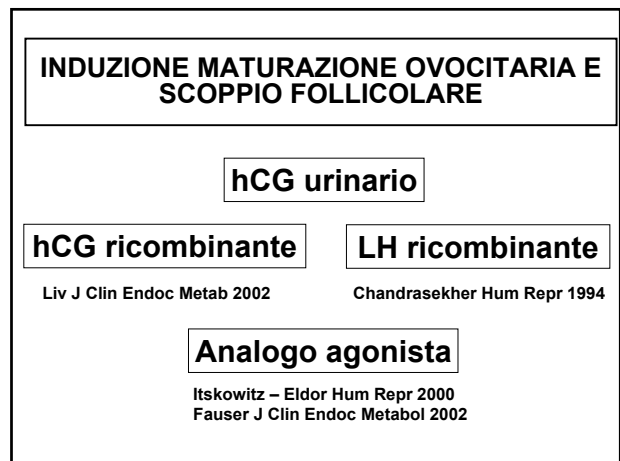 INDUZIONE MATURAZIONE OVOCITARIA E
SCOPPIO FOLLICOLARE
hCG urinario
hCG ricombinante
LH ricombinante
Liv J Clin Endoc Metab 2002
Chandrasekher Hum Repr 1994
Analogo agonista
Itskowitz – Eldor Hum Repr 2000
Fauser J Clin Endoc Metabol 2002